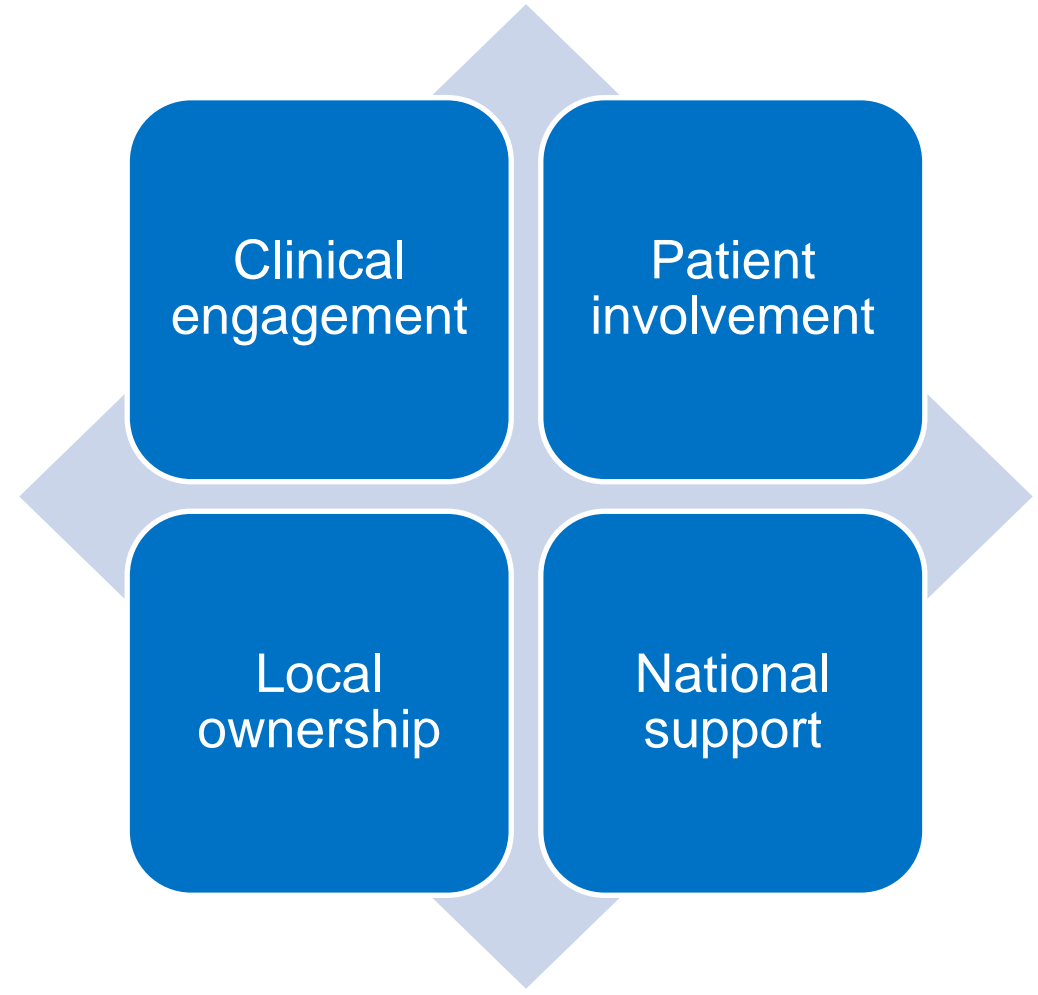 Clinical
engagement
Patient
involvement
Local
ownership
National
support